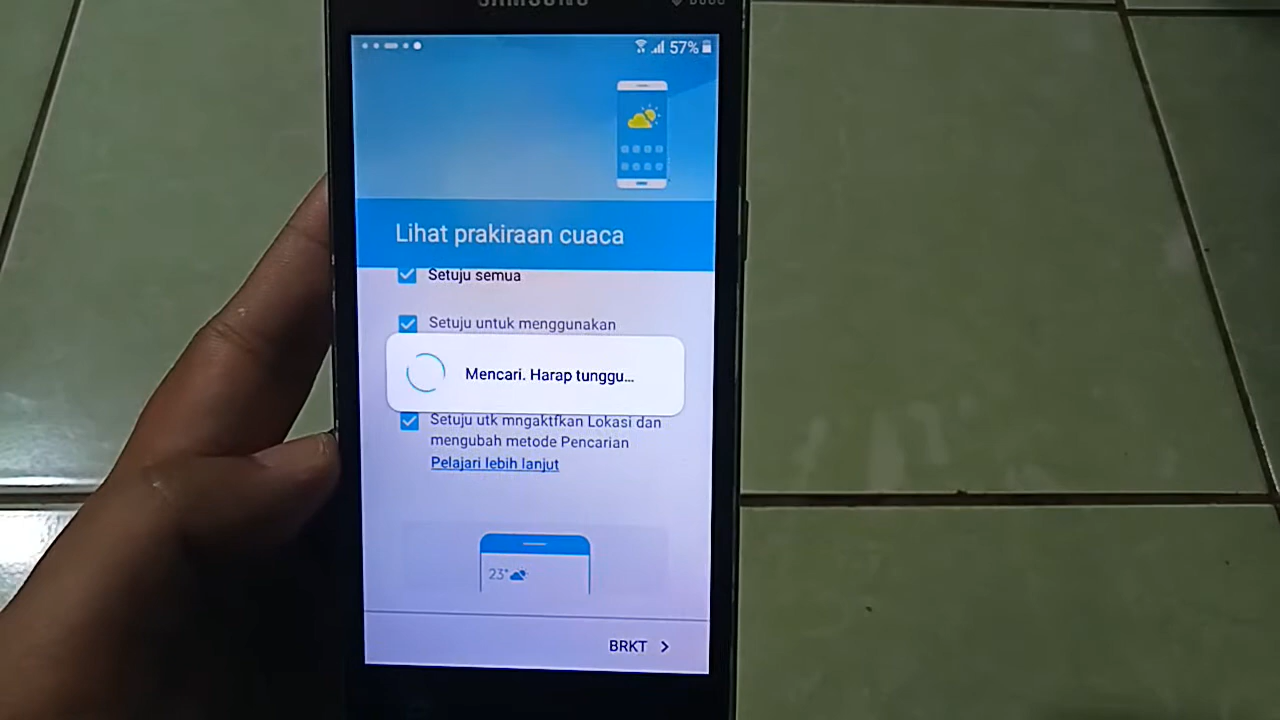 SAMSUNG
57%
Lihat prakiraan cuaca
Setuju semua
Setuju untuk menggunakan
Mencari. Harap tunggu...
Setuju utk mngaktfkan Lokasi dan
mengubah metode Pencarian
Pelajari lebih lanjut
23°
BRKT >